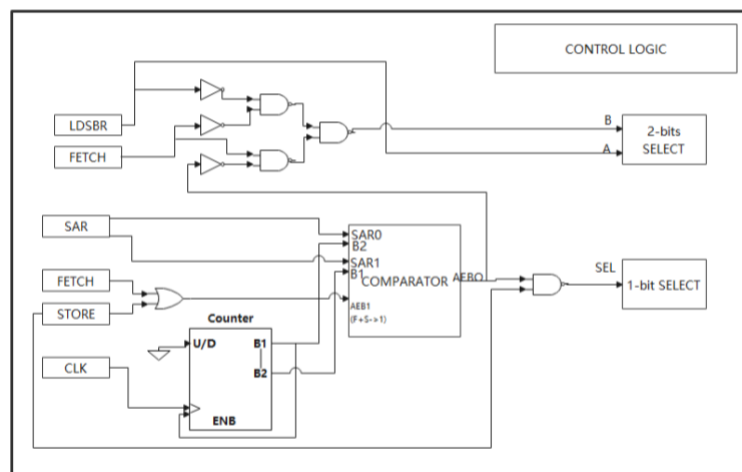 CONTROL LOGIC
LDSBR
FETCH
B
A
2-bits
SELECT
SAR
SAR0
B2
SAR1
B1
COMPARATOR
AEBO
AEB1
(F+S->1)
FETCH
STORE
SEL
1-bit SELECT
Counter
U/D
B1
B2
CLK
ENB